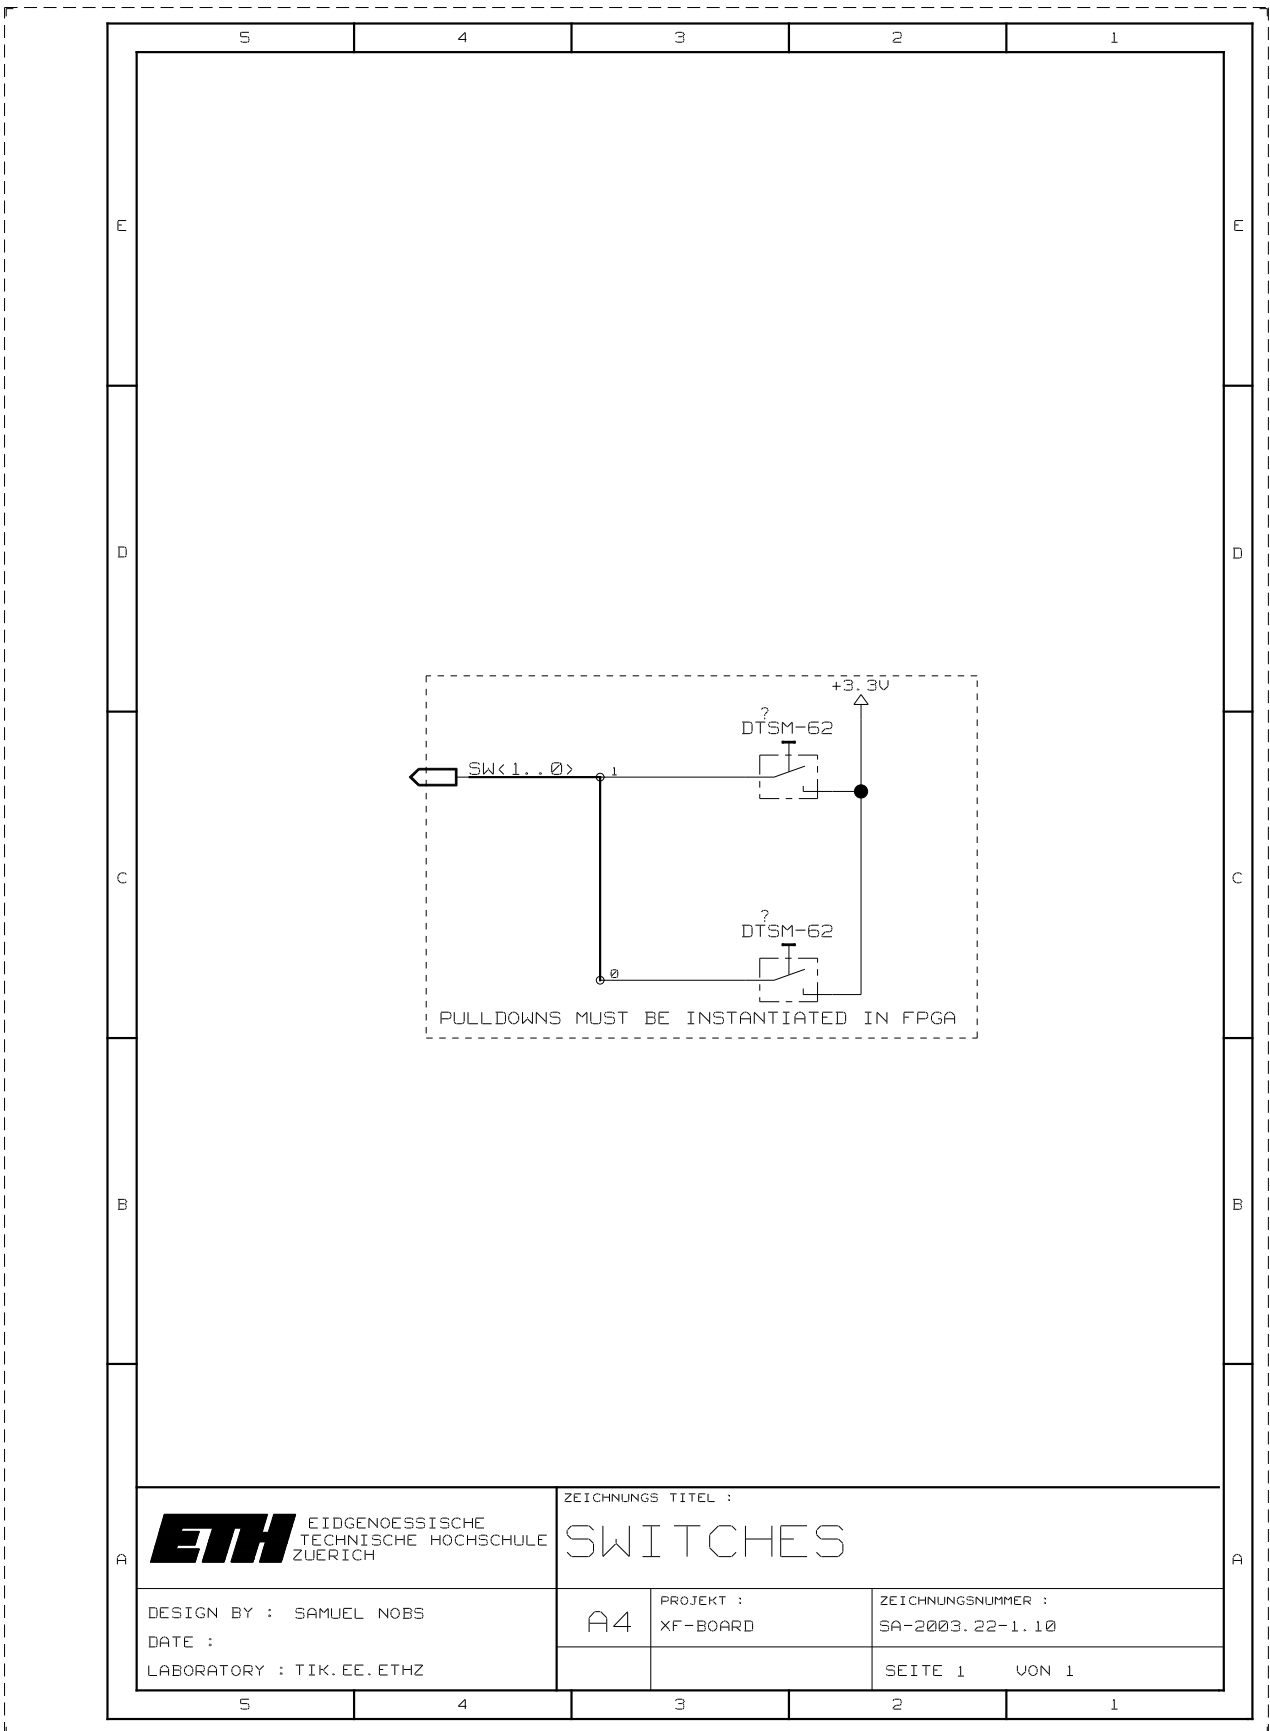 5 4 3 2 1
E E
D D
+3.3V
?
DTSM-62
SW<1..0> 1
C C
?
DTSM-62
0
PULLDOWNS MUST BE INSTANTIATED IN FPGA
B B
ZEICHNUNGS TITEL :
SWITCHES
ETH
EIDGENOESSISCHE
TECHNISCHE HOCHSCHULE
ZUERICH
A A
DESIGN BY : SAMUEL NOBS
DATE :
LABORATORY : TIK.EE.ETHZ
A4
PROJEKT :
XF-BOARD
ZEICHNUNGSNUMMER :
SA-2003.22-1.10
SEITE 1 VON 1
5 4 3 2 1